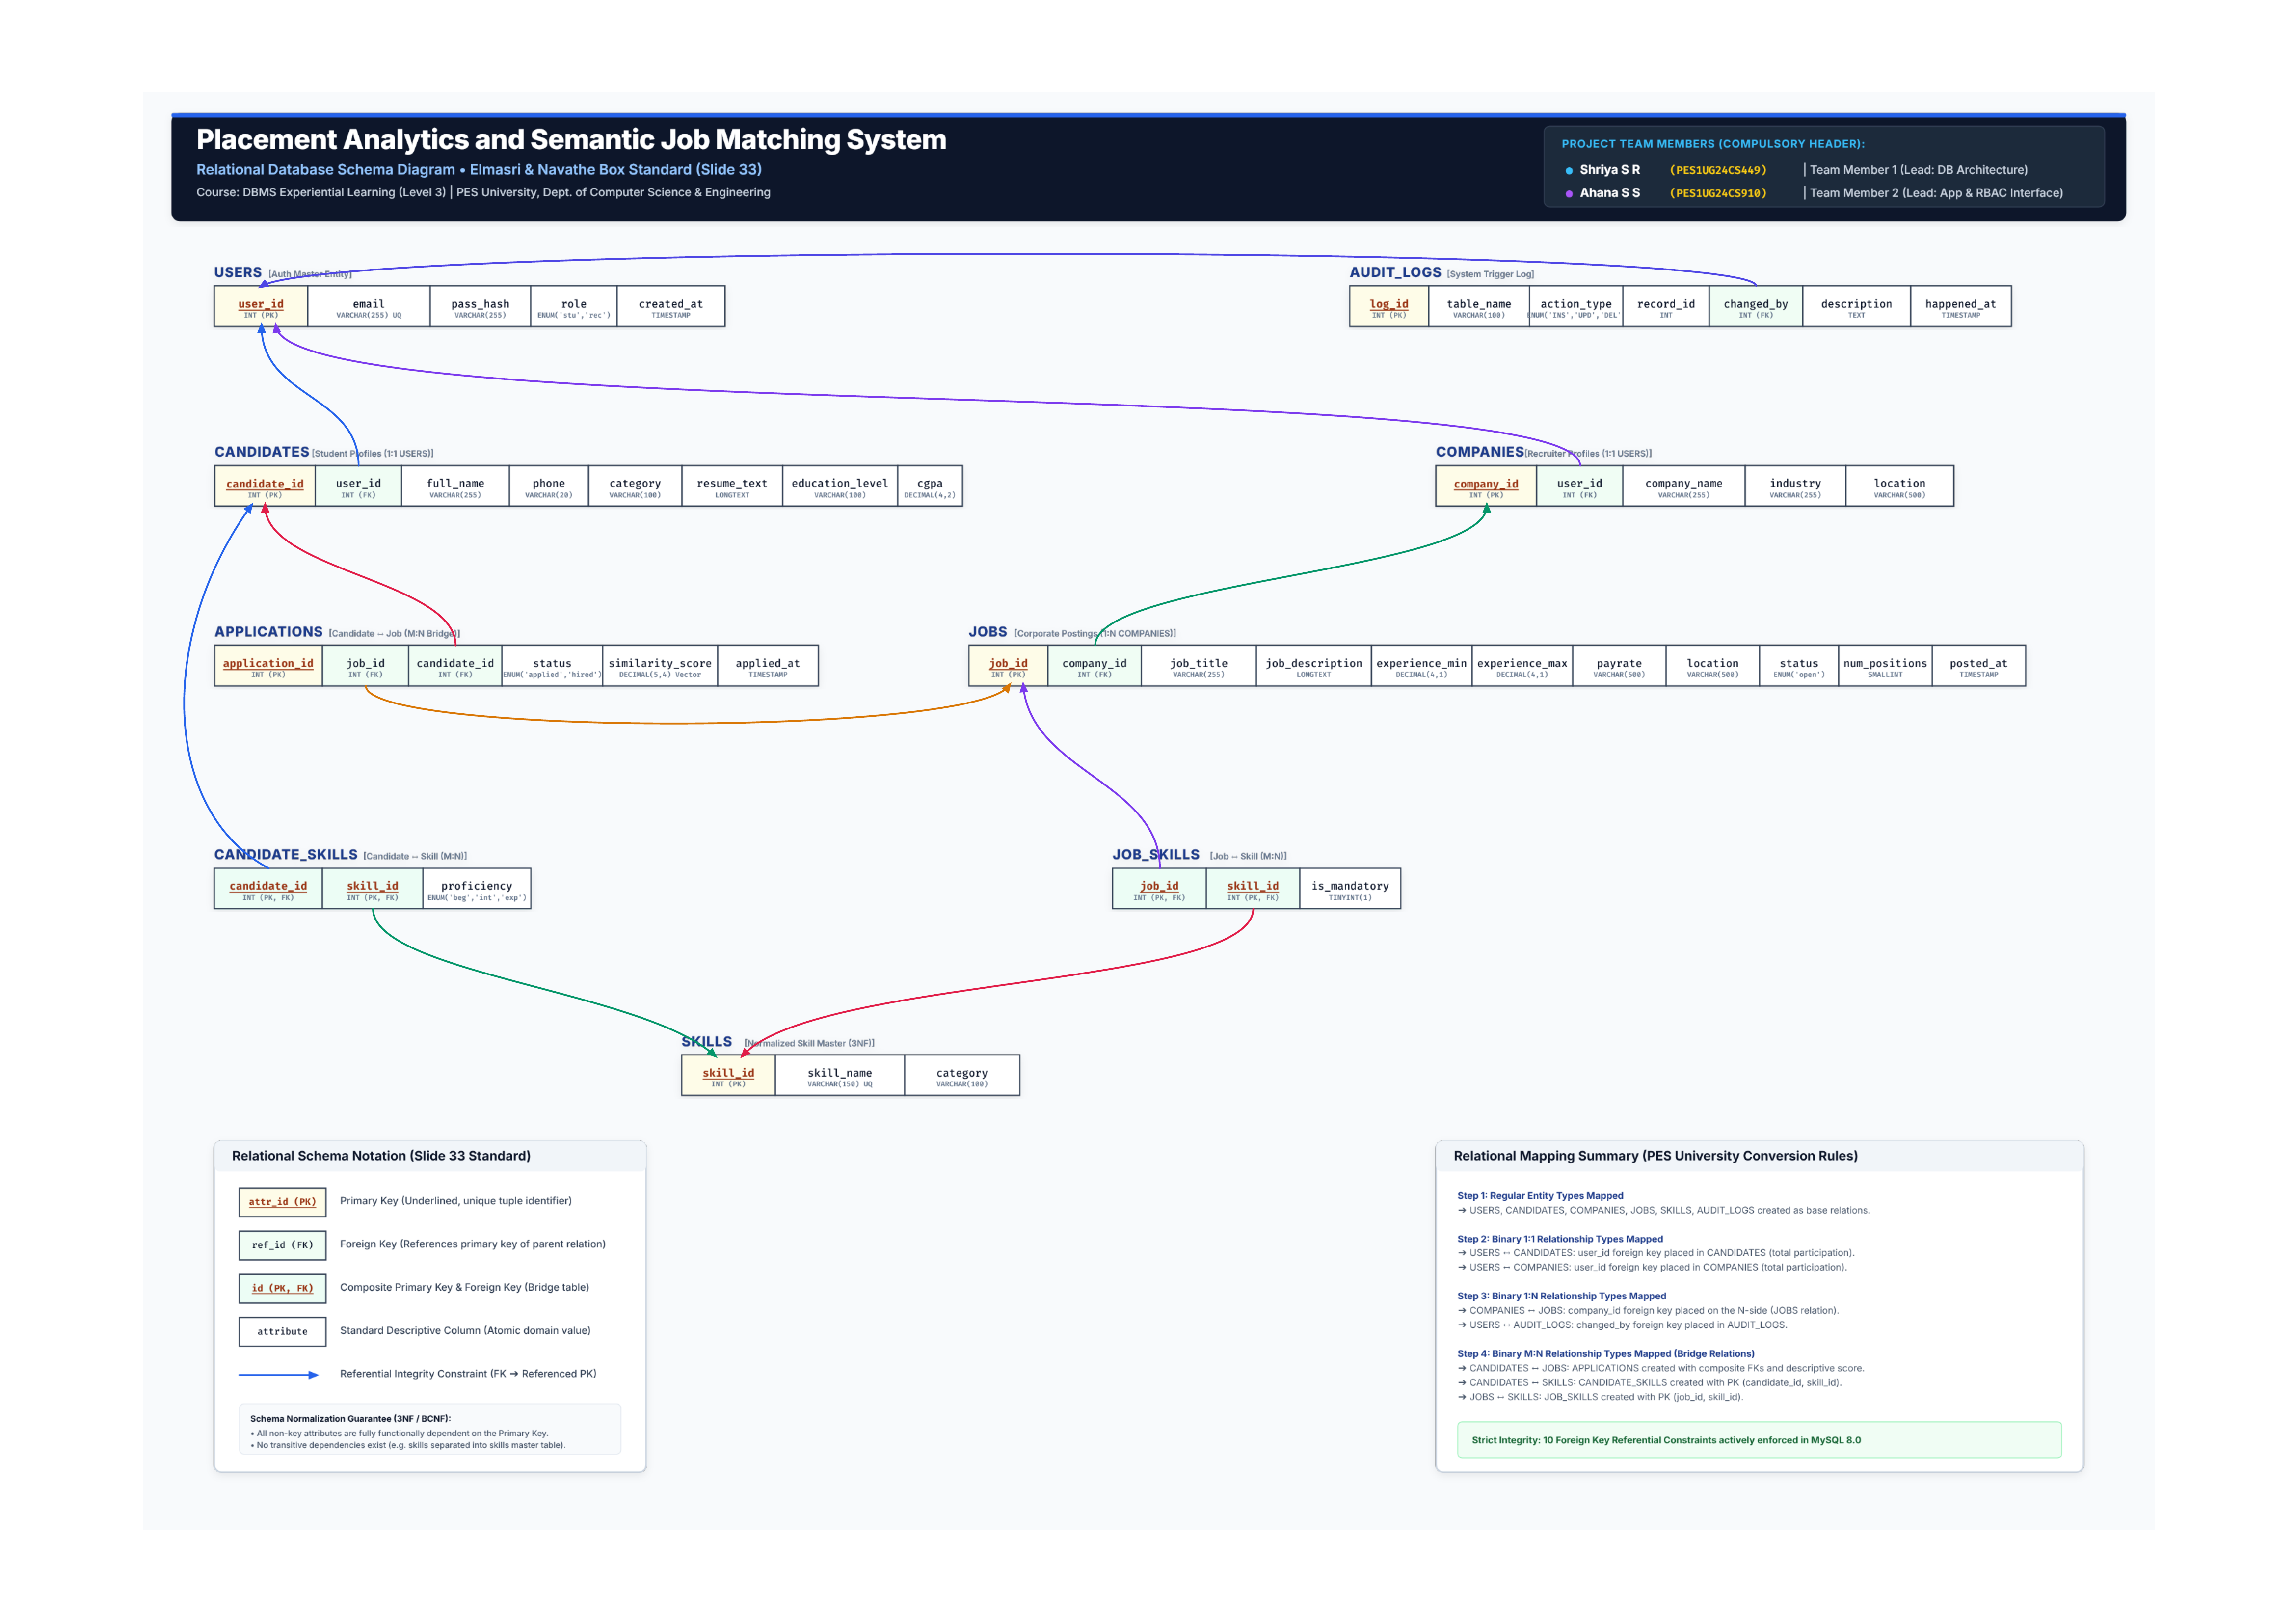 Placement Analytics and Semantic Job Matching System
Relational Database Schema Diagram • Elmasri & Navathe Box Standard (Slide 33)
Course: DBMS Experiential Learning (Level 3) | PES University, Dept. of Computer Science & Engineering
PROJECT TEAM MEMBERS (COMPULSORY HEADER):
● Shriya S R (PES1UG24CS449) | Team Member 1 (Lead: DB Architecture)
● Ahana S S (PES1UG24CS910) | Team Member 2 (Lead: App & RBAC Interface)
USERS [Auth Master Entity]
user_id email pass_hash role created_at
INT (PK) VARCHAR(255) UQ VARCHAR(255) ENUM('stu','rec') TIMESTAMP
AUDIT_LOGS [System Trigger Log]
log_id table_name action_type record_id changed_by description happened_at
INT (PK) VARCHAR(100) ENUM('INS','UPD','DEL' INT INT (FK) TEXT TIMESTAMP
CANDIDATES [Student Profiles (1:1 USERS)]
candidate_id user_id full_name phone category resume_text education_level cgpa
INT (PK) INT (FK) VARCHAR(255) VARCHAR(20) VARCHAR(100) LONGTEXT VARCHAR(100) DECIMAL(4,2)
COMPANIES [Recruiter Profiles (1:1 USERS)]
company_id user_id company_name industry location
INT (PK) INT (FK) VARCHAR(255) VARCHAR(255) VARCHAR(500)
APPLICATIONS [Candidate ↔ Job (M:N Bridge)]
application_id job_id candidate_id status similarity_score applied_at
INT (PK) INT (FK) INT (FK) ENUM('applied','hired') DECIMAL(5,4) Vector TIMESTAMP
JOBS [Corporate Postings (1:N COMPANIES)]
job_id company_id job_title job_description experience_min experience_max payrate location status num_positions posted_at
INT (PK) INT (FK) VARCHAR(255) LONGTEXT DECIMAL(4,1) DECIMAL(4,1) VARCHAR(500) VARCHAR(500) ENUM('open') SMALLINT TIMESTAMP
CANDIDATE_SKILLS [Candidate ↔ Skill (M:N)]
candidate_id skill_id proficiency
INT (PK, FK) INT (PK, FK) ENUM('beg','int','exp')
JOB_SKILLS [Job ↔ Skill (M:N)]
job_id skill_id is_mandatory
INT (PK, FK) INT (PK, FK) TINYINT(1)
SKILLS [Normalized Skill Master (3NF)]
skill_id skill_name category
INT (PK) VARCHAR(150) UQ VARCHAR(100)
Relational Schema Notation (Slide 33 Standard)
attr_id (PK) Primary Key (Underlined, unique tuple identifier)
ref_id (FK) Foreign Key (References primary key of parent relation)
id (PK, FK) Composite Primary Key & Foreign Key (Bridge table)
attribute Standard Descriptive Column (Atomic domain value)
Referential Integrity Constraint (FK ➔ Referenced PK)
Schema Normalization Guarantee (3NF / BCNF):
• All non-key attributes are fully functionally dependent on the Primary Key.
• No transitive dependencies exist (e.g. skills separated into skills master table).
Relational Mapping Summary (PES University Conversion Rules)
Step 1: Regular Entity Types Mapped
➔ USERS, CANDIDATES, COMPANIES, JOBS, SKILLS, AUDIT_LOGS created as base relations.
Step 2: Binary 1:1 Relationship Types Mapped
➔ USERS ↔ CANDIDATES: user_id foreign key placed in CANDIDATES (total participation).
➔ USERS ↔ COMPANIES: user_id foreign key placed in COMPANIES (total participation).
Step 3: Binary 1:N Relationship Types Mapped
➔ COMPANIES ↔ JOBS: company_id foreign key placed on the N-side (JOBS relation).
➔ USERS ↔ AUDIT_LOGS: changed_by foreign key placed in AUDIT_LOGS.
Step 4: Binary M:N Relationship Types Mapped (Bridge Relations)
➔ CANDIDATES ↔ JOBS: APPLICATIONS created with composite FKs and descriptive score.
➔ CANDIDATES ↔ SKILLS: CANDIDATE_SKILLS created with PK (candidate_id, skill_id).
➔ JOBS ↔ SKILLS: JOB_SKILLS created with PK (job_id, skill_id).
Strict Integrity: 10 Foreign Key Referential Constraints actively enforced in MySQL 8.0